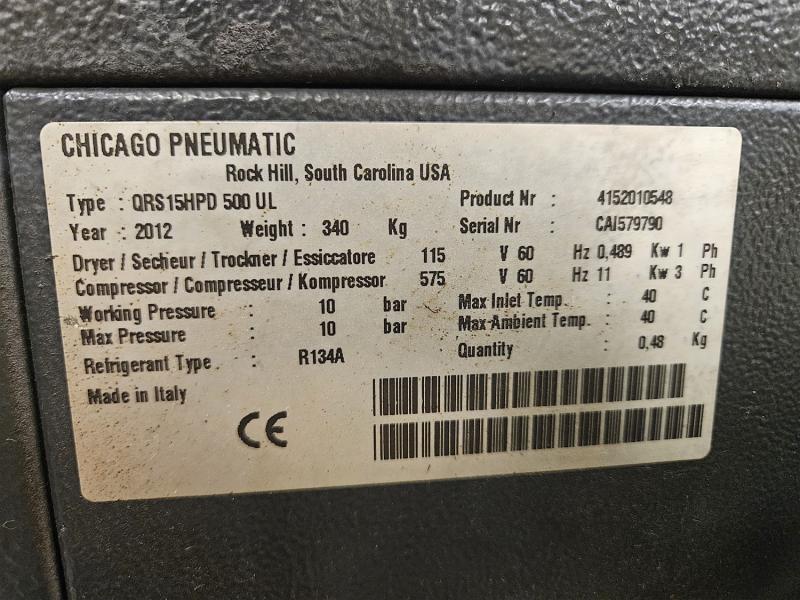 CHICAGO PNEUMATIC
Rock Hill, South Carolina USA
Type : QRS15HPD 500 UL Product Nr : 4152010548
Year : 2012 Weight : 340 Kg Serial Nr : CAI579790
Dryer / Secheur / Trockner / Essiccatore 115 V 60 Hz 0,489 Kw 1 Ph
Compressor / Compresseur / Kompressor 575 V 60 Hz 11 Kw 3 Ph
Working Pressure : 10 bar Max Inlet Temp. : 40 C
Max Pressure : 10 bar Max Ambient Temp. : 40 C
Refrigerant Type : R134A Quantity : 0,48 Kg
Made in Italy
CE